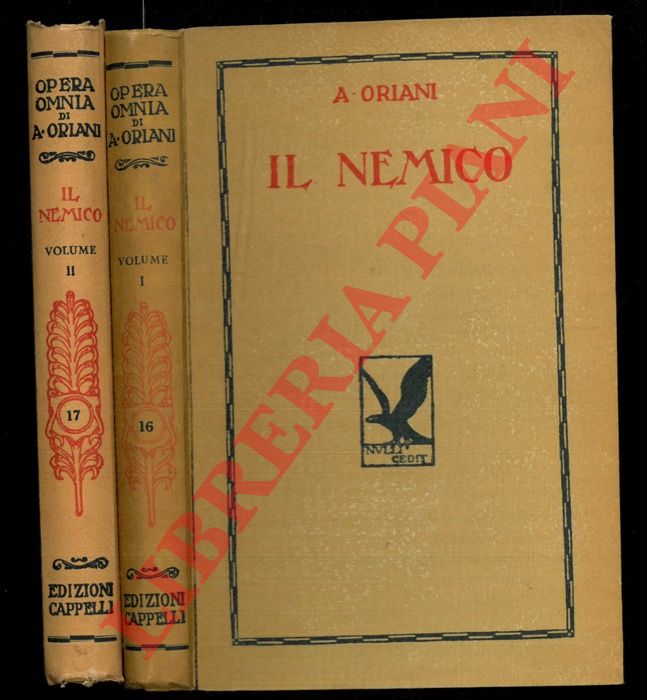 OPERA
OMNIA
DI
A·ORIANI
IL
NEMICO
VOLUME
II
17
EDIZIONI
CAPPELLI
OPERA
OMNIA
DI
A·ORIANI
IL
NEMICO
VOLUME
I
16
EDIZIONI
CAPPELLI
A·ORIANI
IL NEMICO
NVLLI
CEDIT
LIBRERIA PIANI